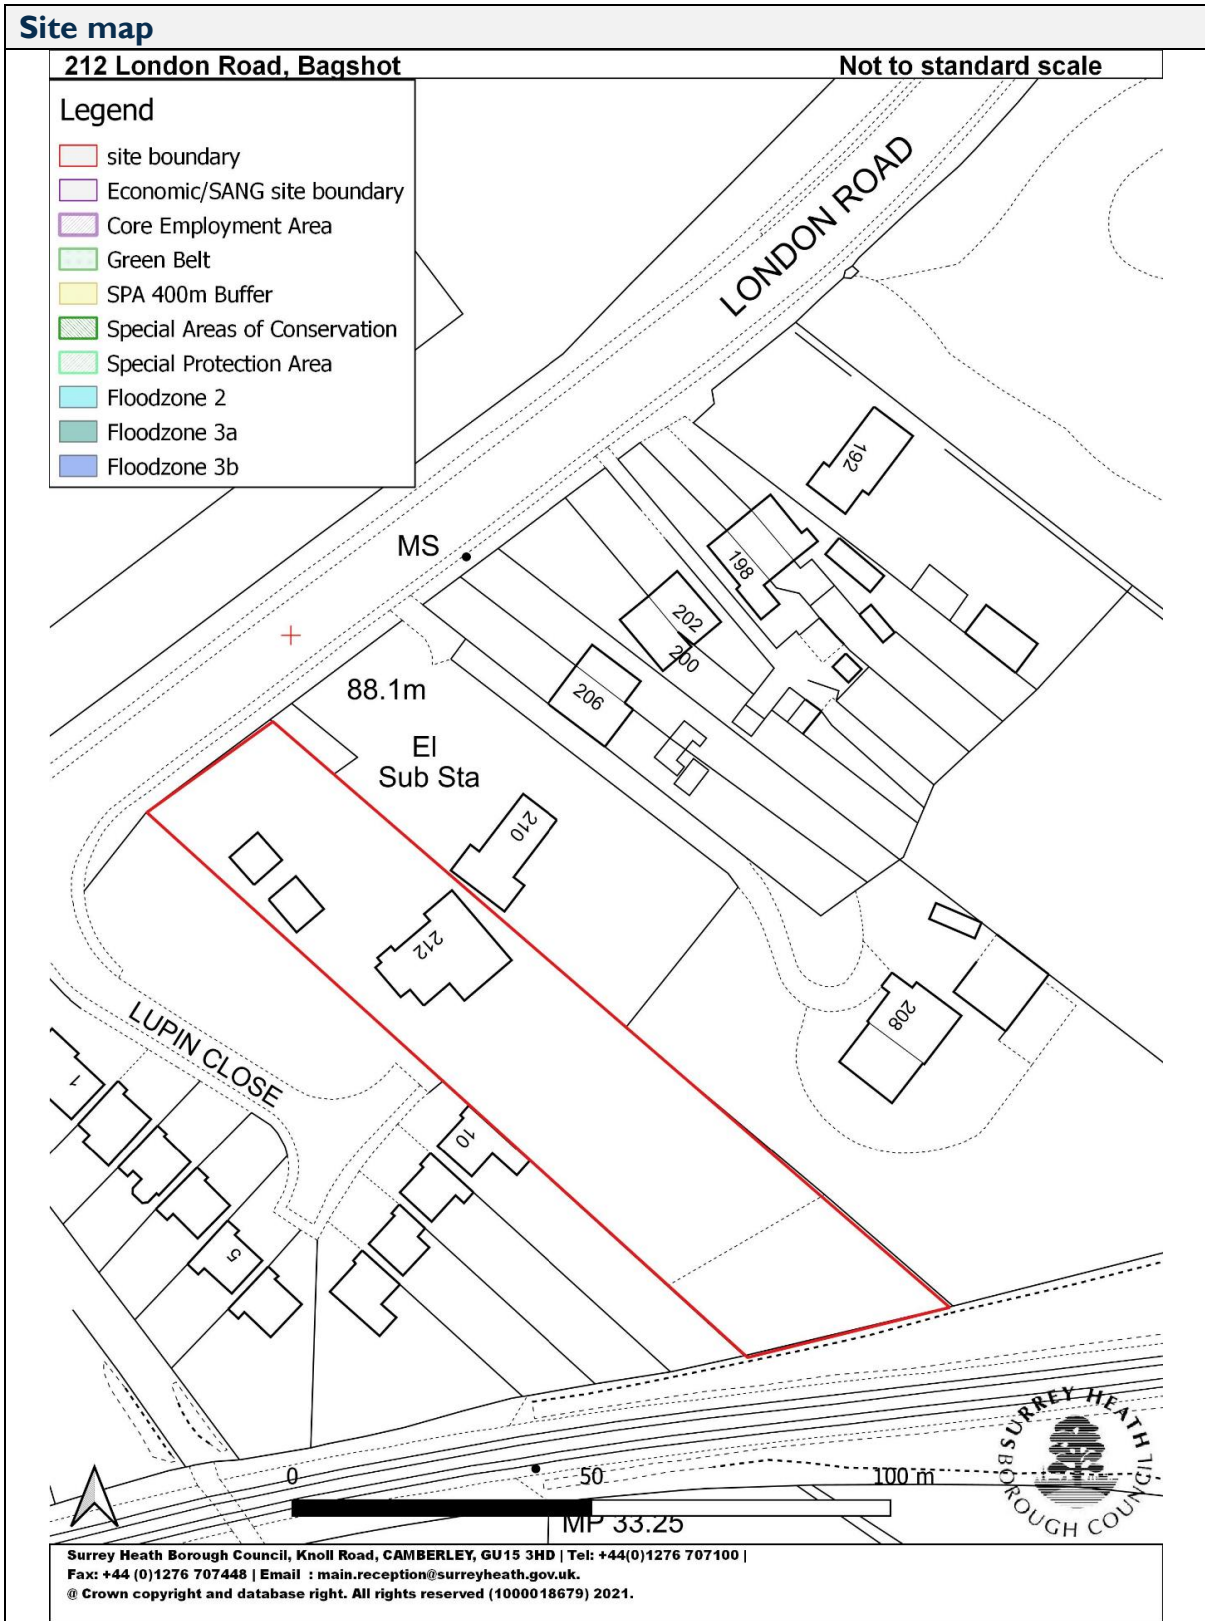 Site map
212 London Road, Bagshot Not to standard scale
Legend
site boundary
Economic/SANG site boundary
Core Employment Area
Green Belt
SPA 400m Buffer
Special Areas of Conservation
Special Protection Area
Floodzone 2
Floodzone 3a
Floodzone 3b
LONDON ROAD
192
MS
198
202
200
206
88.1m
El
Sub Sta
210
212
208
LUPIN CLOSE
1
10
5
SURREY HEATH
BOROUGH COUNCIL
0 50 100 m
MP 33.25
Surrey Heath Borough Council, Knoll Road, CAMBERLEY, GU15 3HD | Tel: +44(0)1276 707100 |
Fax: +44 (0)1276 707448 | Email : main.reception@surreyheath.gov.uk.
@ Crown copyright and database right. All rights reserved (1000018679) 2021.